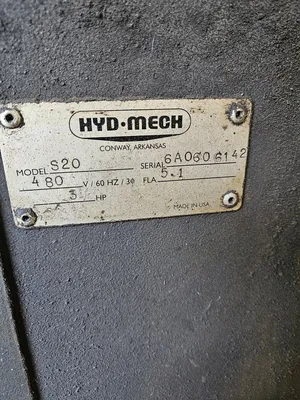 HYD·MECH
CONWAY, ARKANSAS
MODEL S20 SERIAL 6A0606142
480 V/60 HZ/3Ø FLA 5.1
3 HP
MADE IN USA